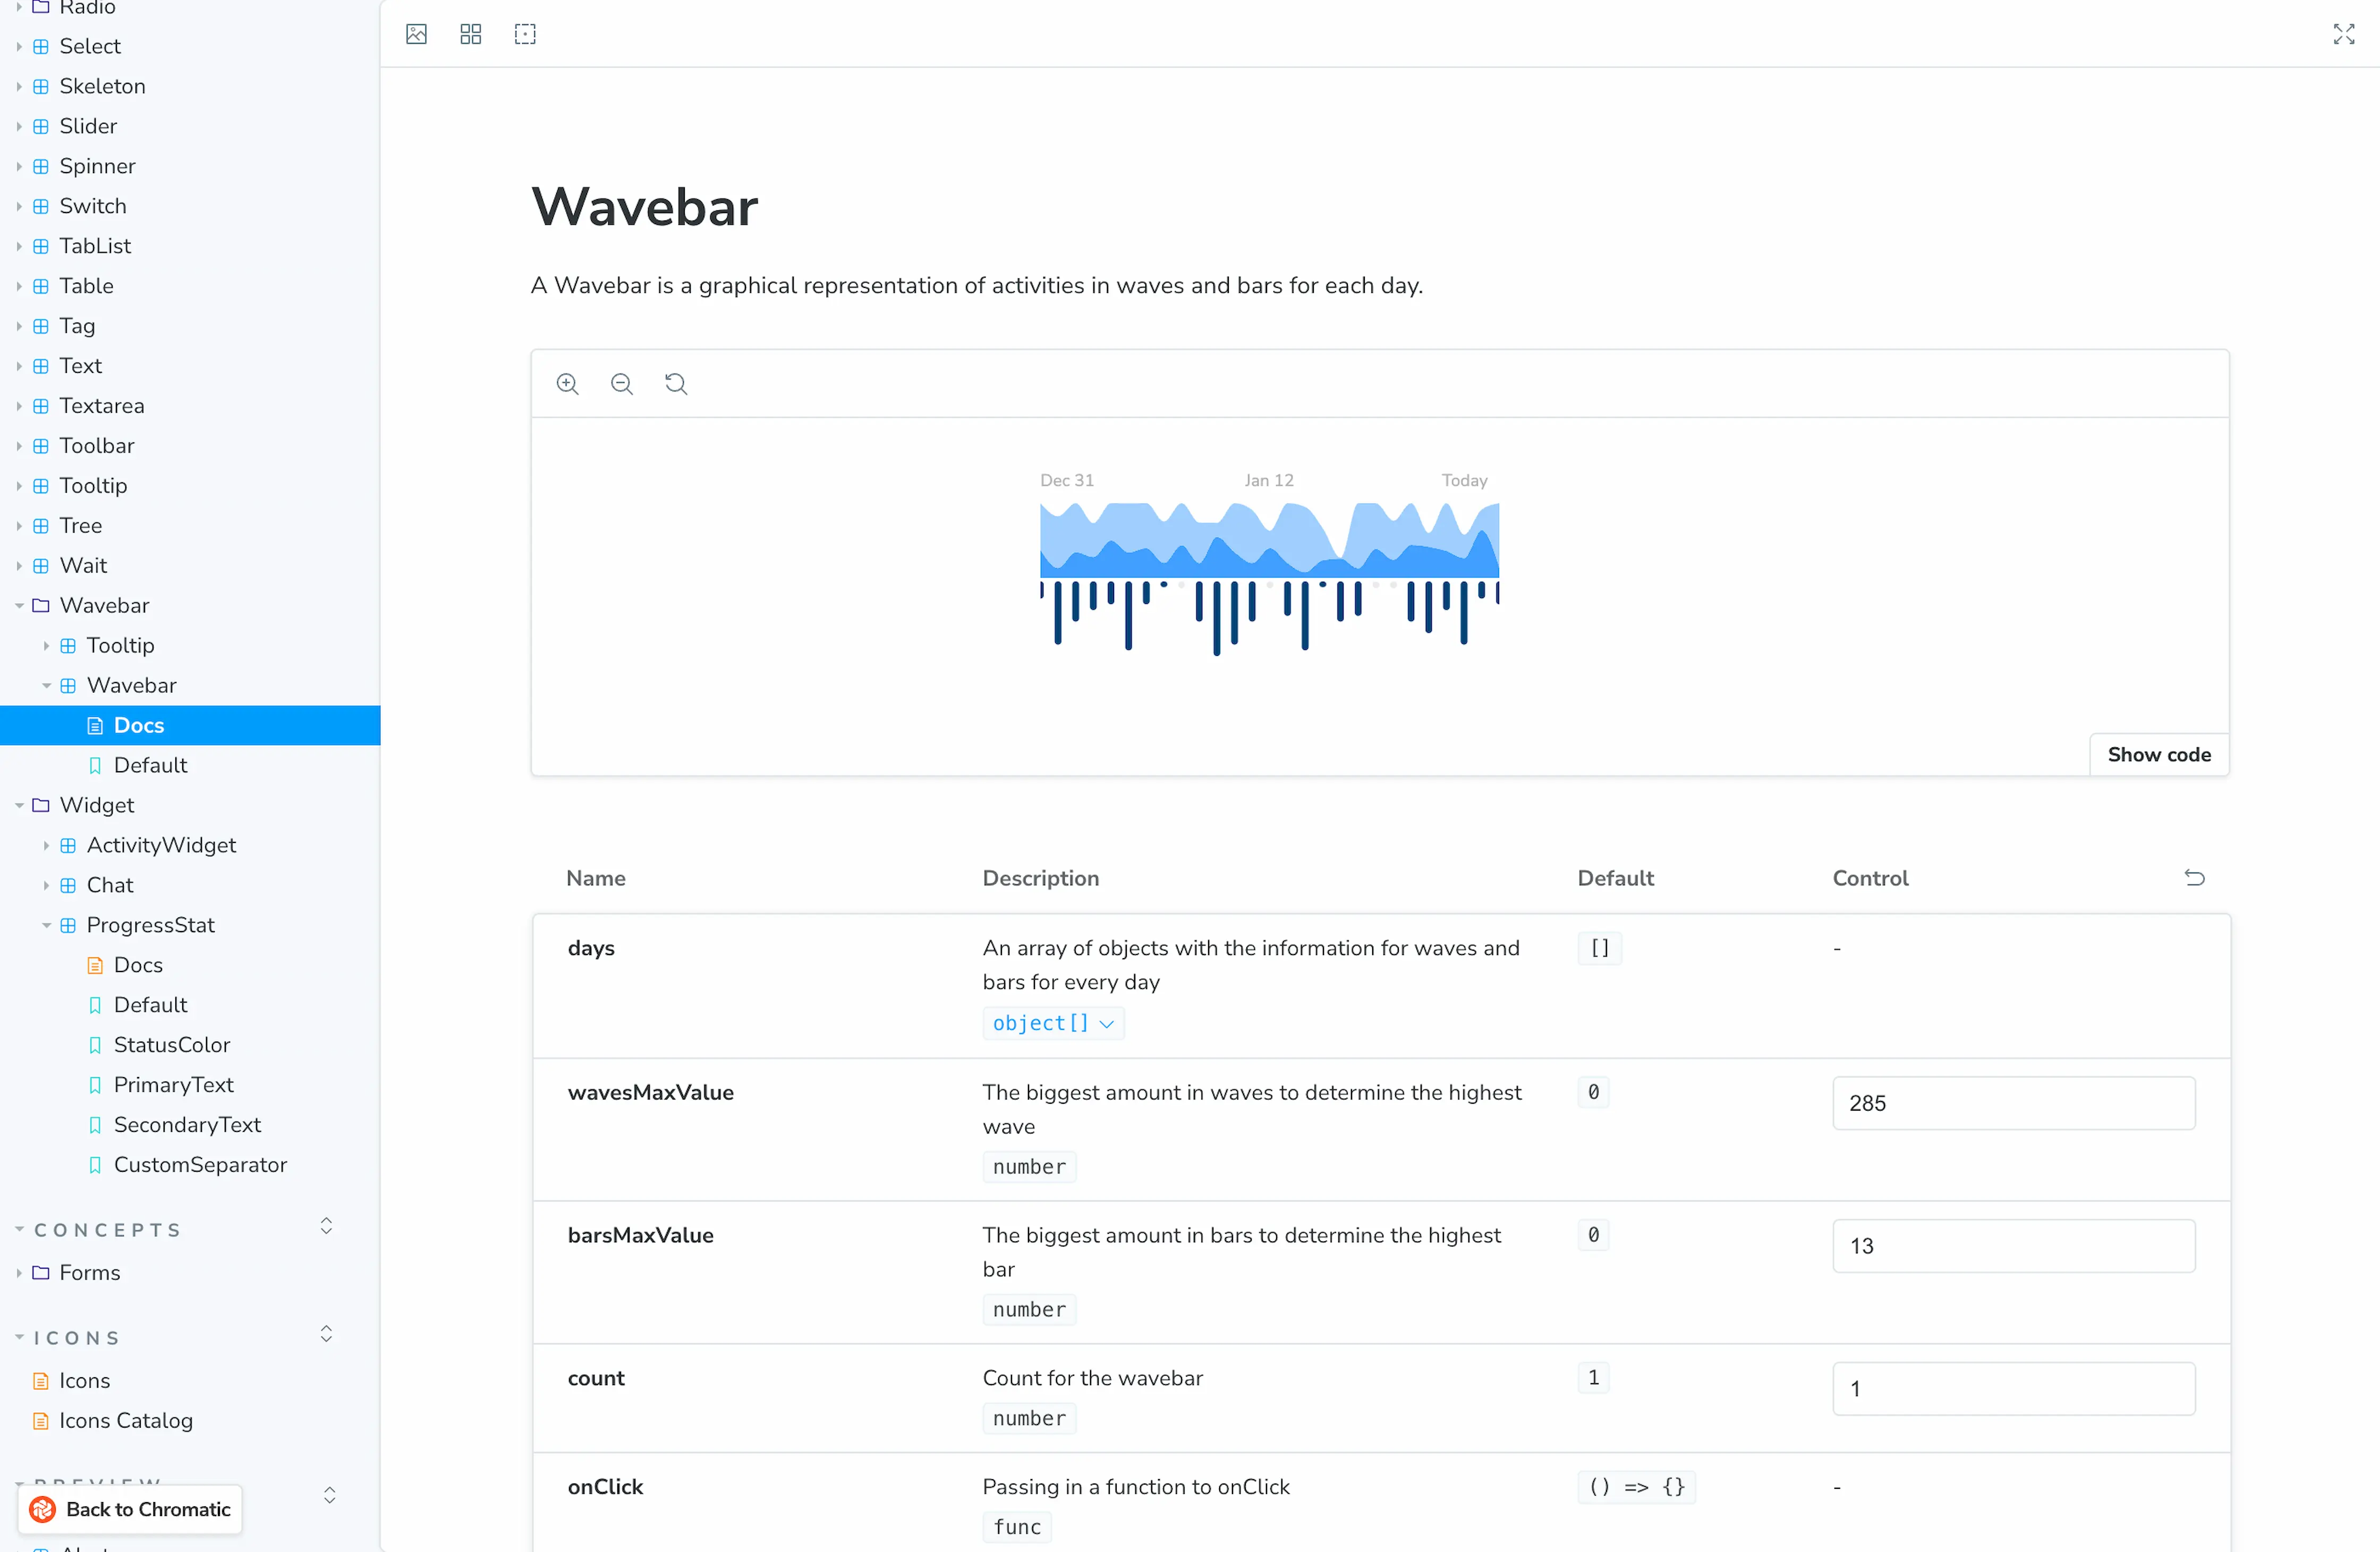 Radio
Select
Skeleton
Slider
Spinner
Switch
TabList
Table
Tag
Text
Textarea
Toolbar
Tooltip
Tree
Wait
Wavebar
Tooltip
Wavebar
Docs
Default
Widget
ActivityWidget
Chat
ProgressStat
Docs
Default
StatusColor
PrimaryText
SecondaryText
CustomSeparator
CONCEPTS
Forms
ICONS
Icons
Icons Catalog
PREVIEW
Back to Chromatic
Wavebar
A Wavebar is a graphical representation of activities in waves and bars for each day.
Dec 31 Jan 12 Today
Show code
Name Description Default Control
days An array of objects with the information for waves and [] -
bars for every day
object[]
wavesMaxValue The biggest amount in waves to determine the highest 0 285
wave
number
barsMaxValue The biggest amount in bars to determine the highest 0 13
bar
number
count Count for the wavebar 1 1
number
onClick Passing in a function to onClick () => {} -
func